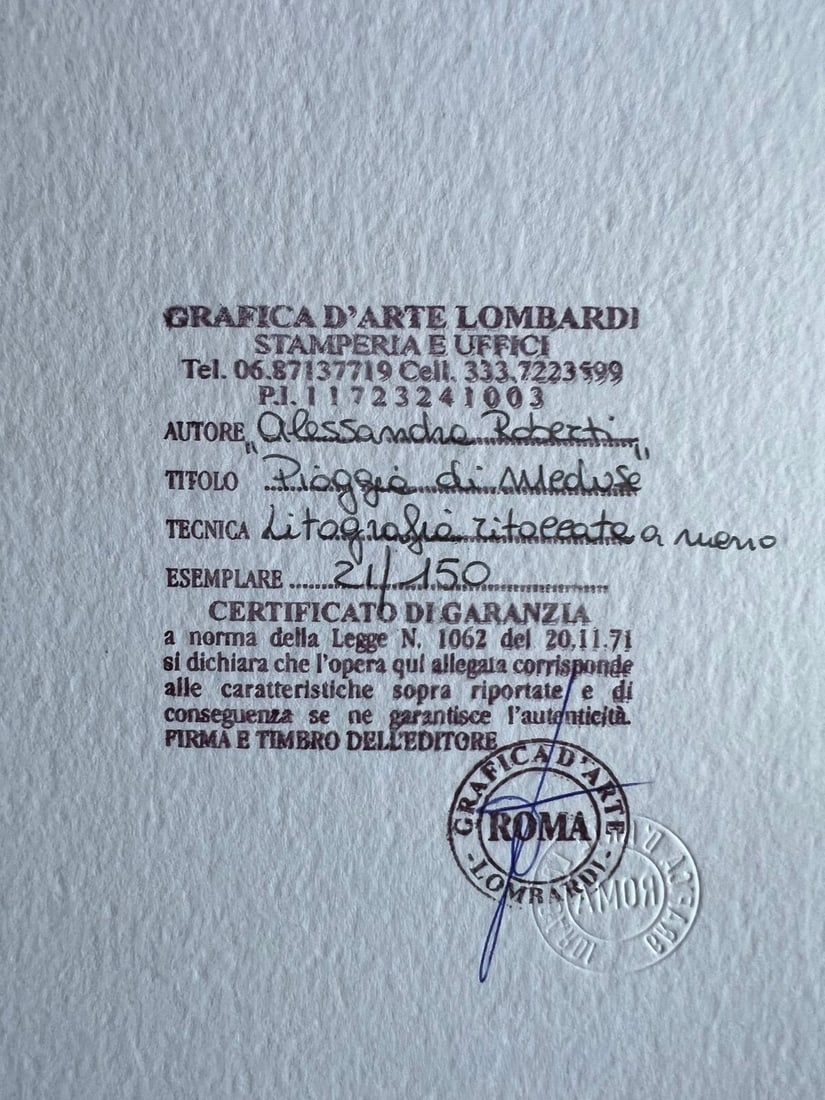 GRAFICA D'ARTE LOMBARDI
STAMPERIA E UFFICI
Tel. 06.87137719 Cell. 333.7223599
P.I. 11723241003
AUTORE Alessandra Roberti
TITOLO "Pioggia di Meduse"
TECNICA Litografia ritoccata a mano
ESEMPLARE ......21/150..................
CERTIFICATO DI GARANZIA
a norma della Legge N. 1062 del 20.11.71
si dichiara che l'opera qui allegata corrisponde
alle caratteristiche sopra riportate e di
conseguenza se ne garantisce l'autenticità.
FIRMA E TIMBRO DELL'EDITORE
GRAFICA D'ARTE
ROMA
- LOMBARDI -
ROMA